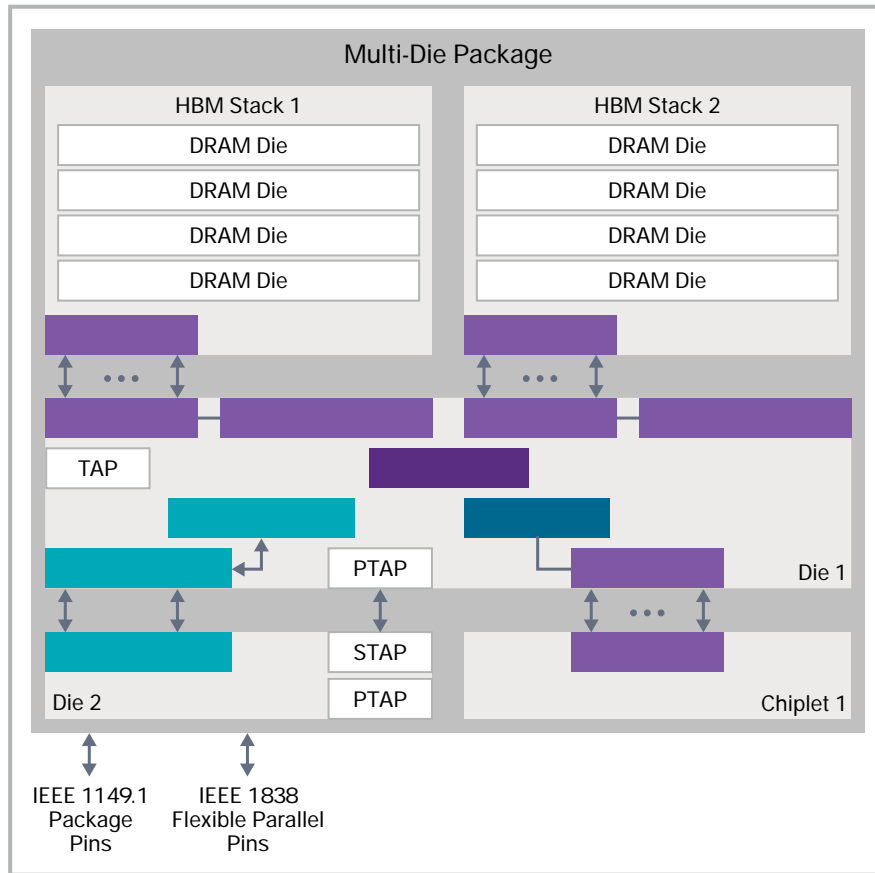 Multi-Die Package
HBM Stack 1
DRAM Die
DRAM Die
DRAM Die
DRAM Die
HBM Stack 2
DRAM Die
DRAM Die
DRAM Die
DRAM Die
TAP
PTAP
Die 1
STAP
PTAP
Die 2
Chiplet 1
IEEE 1149.1
Package
Pins
IEEE 1838
Flexible Parallel
Pins